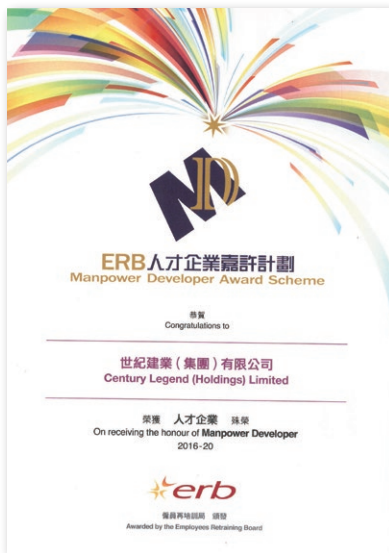 MD
ERB人才企業嘉許計劃
Manpower Developer Award Scheme
恭賀
Congratulations to
世紀建業(集團)有限公司
Century Legend (Holdings) Limited
榮獲 人才企業 殊榮
On receiving the honour of Manpower Developer
2016-20
erb
僱員再培訓局 頒發
Awarded by the Employees Retraining Board